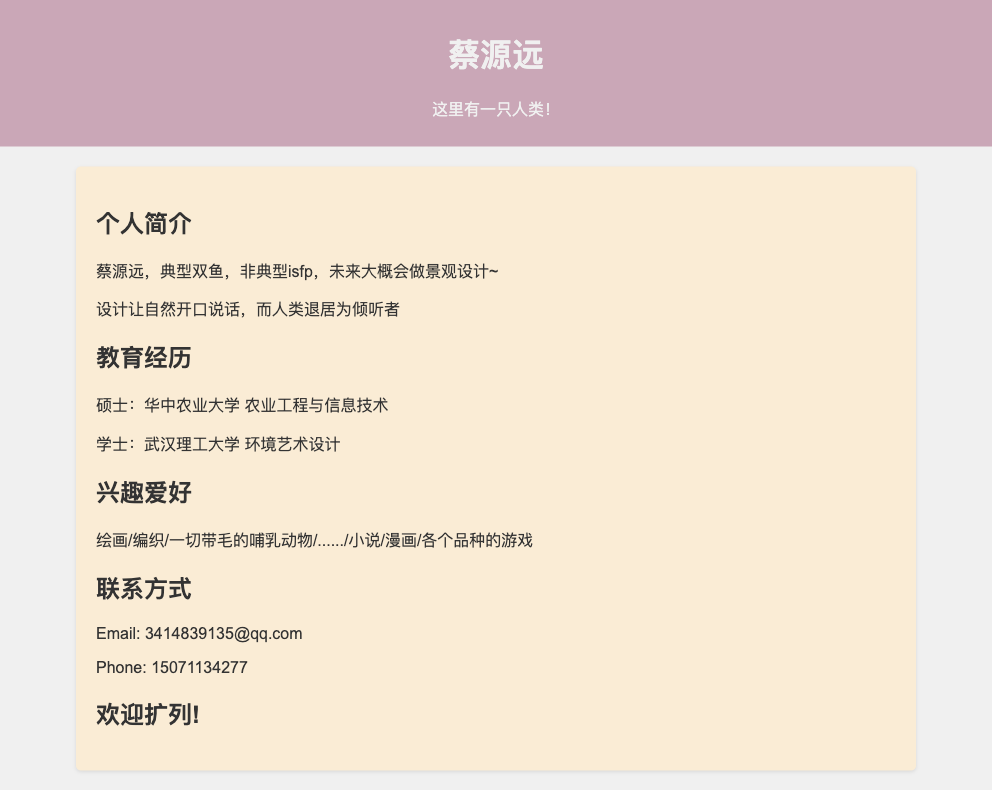 蔡源远
这里有一只人类!
个人简介
蔡源远，典型双鱼，非典型isfp，未来大概会做景观设计~
设计让自然开口说话，而人类退居为倾听者
教育经历
硕士：华中农业大学 农业工程与信息技术
学士：武汉理工大学 环境艺术设计
兴趣爱好
绘画/编织/一切带毛的哺乳动物/....../小说/漫画/各个品种的游戏
联系方式
Email: 3414839135@qq.com
Phone: 15071134277
欢迎扩列!